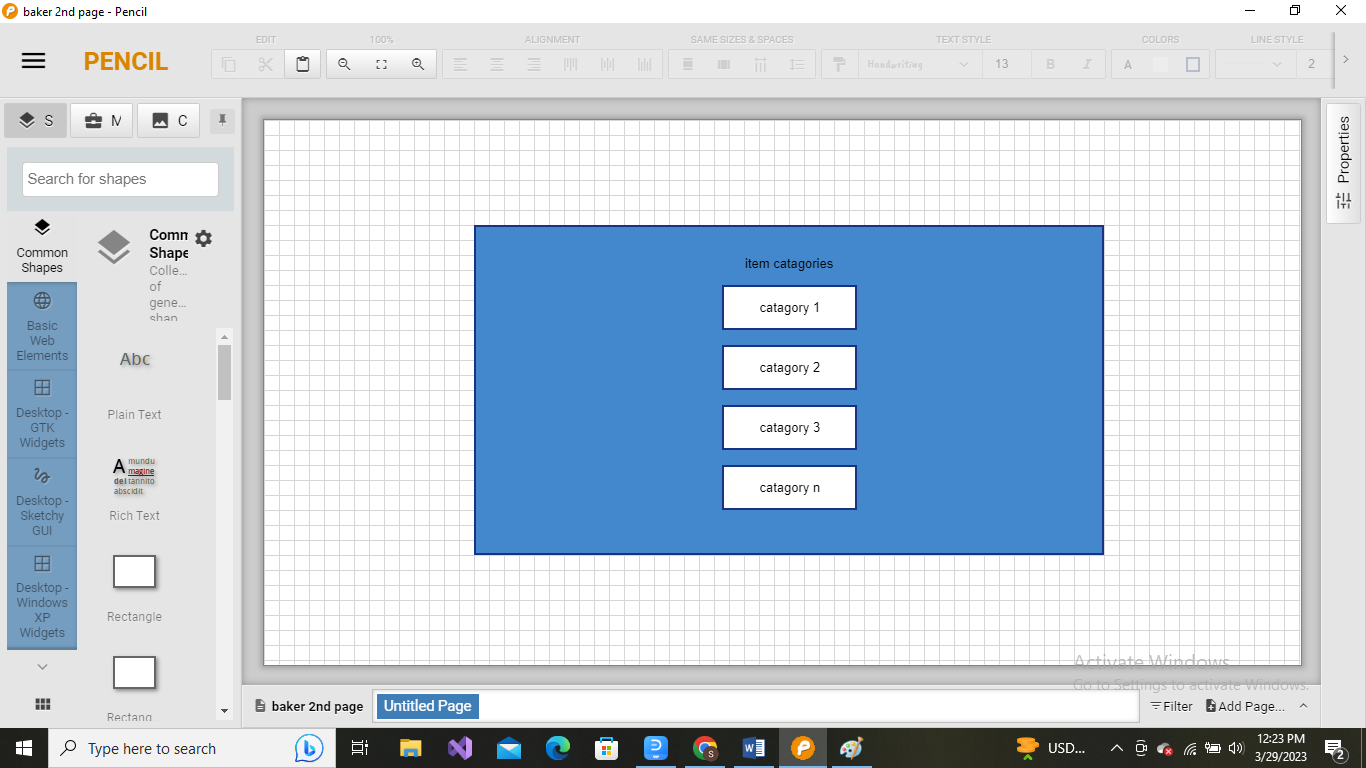 baker 2nd page - Pencil
PENCIL
EDIT
100%
ALIGNMENT
SAME SIZES & SPACES
TEXT STYLE
COLORS
LINE STYLE
Handwriting
13
B
I
A
2
S
M
C
Search for shapes
Common
Shapes
Basic
Web
Elements
Desktop -
GTK
Widgets
Desktop -
Sketchy
GUI
Desktop -
Windows
XP
Widgets
Comm
Shape
Colle...
of
gene...
shap
Abc
Plain Text
A mundu
magine
del tannito
abscidit
Rich Text
Rectangle
Rectang...
item catagories
catagory 1
catagory 2
catagory 3
catagory n
Properties
Activate Windows
Go to Settings to activate Windows.
baker 2nd page
Untitled Page
Filter
Add Page...
Type here to search
USD...
12:23 PM
3/29/2023
2